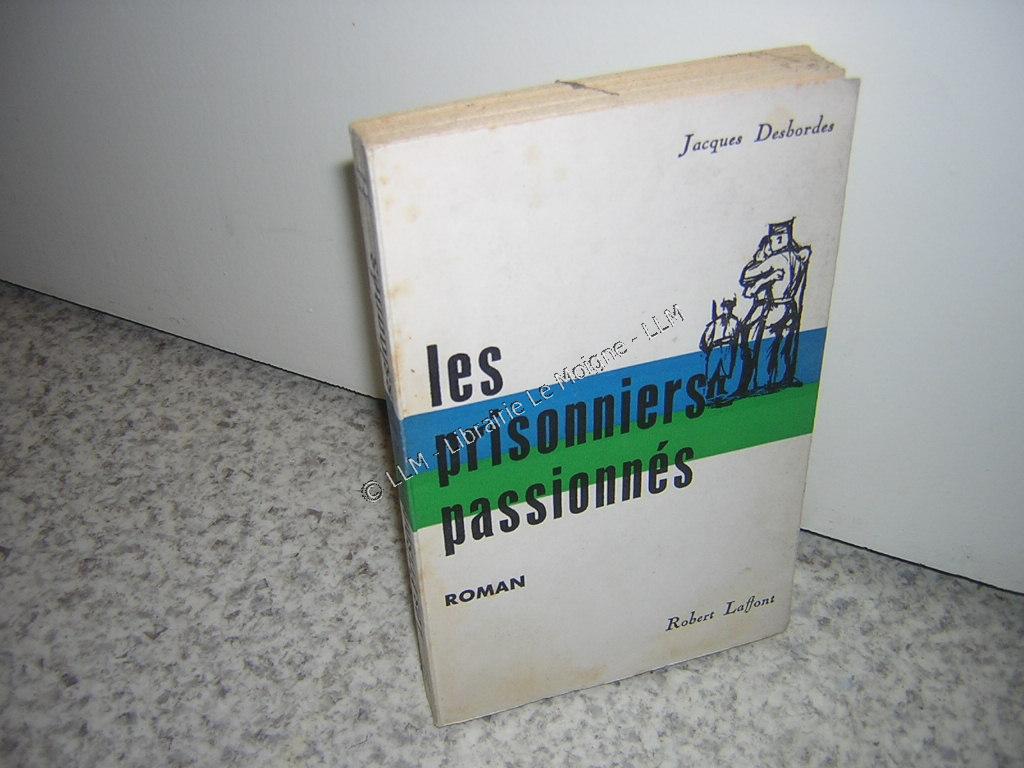 Jacques Desbordes
les
prisonniers
passionnés
ROMAN
Robert Laffont
© LLM - Librairie Le Moigne - LLM